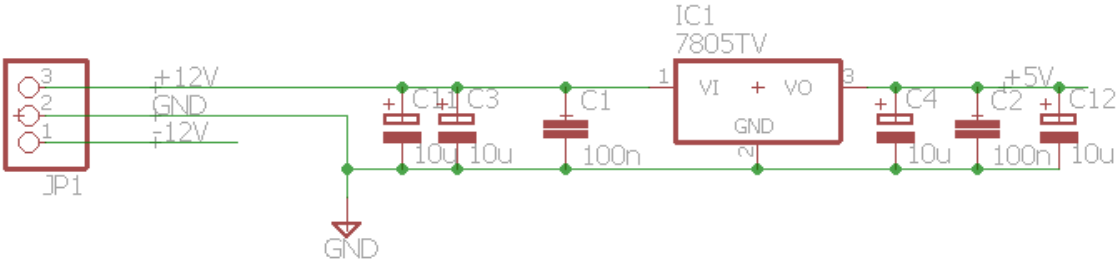 IC1
7805TV
3 +12V
2 GND
1 -12V
JP1
+ C11
10u
+ C3
10u
C1
100n
1 VI + VO 3
GND
2
+ C4
10u
C2
100n
+5V
+ C12
10u
GND